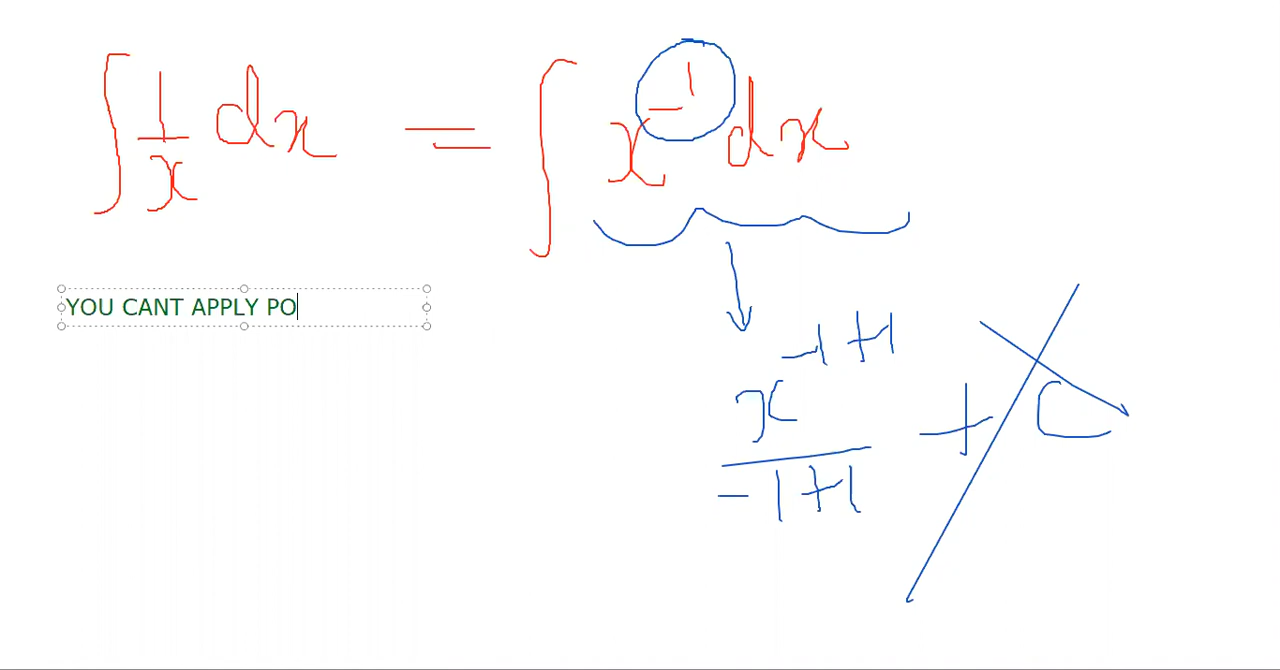 ∫ 1/x dx = ∫ x^-1 dx
YOU CANT APPLY PO
x^-1+1 / -1+1 + C